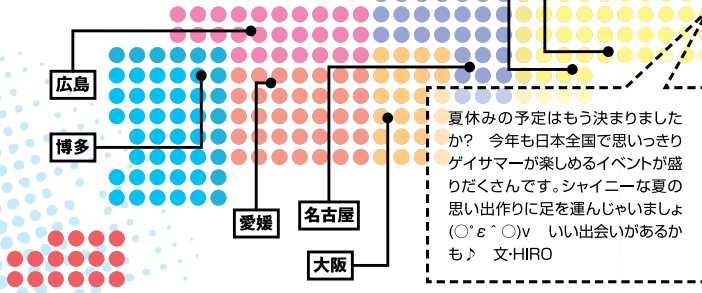 広島
博多
愛媛
名古屋
大阪
夏休みの予定はもう決まりました
か?　今年も日本全国で思いっきり
ゲイサマーが楽しめるイベントが盛
りだくさんです。シャイニーな夏の
思い出作りに足を運んじゃいましょ
(○ﾟε＾○)v　いい出会いがあるか
も♪　文・HIRO